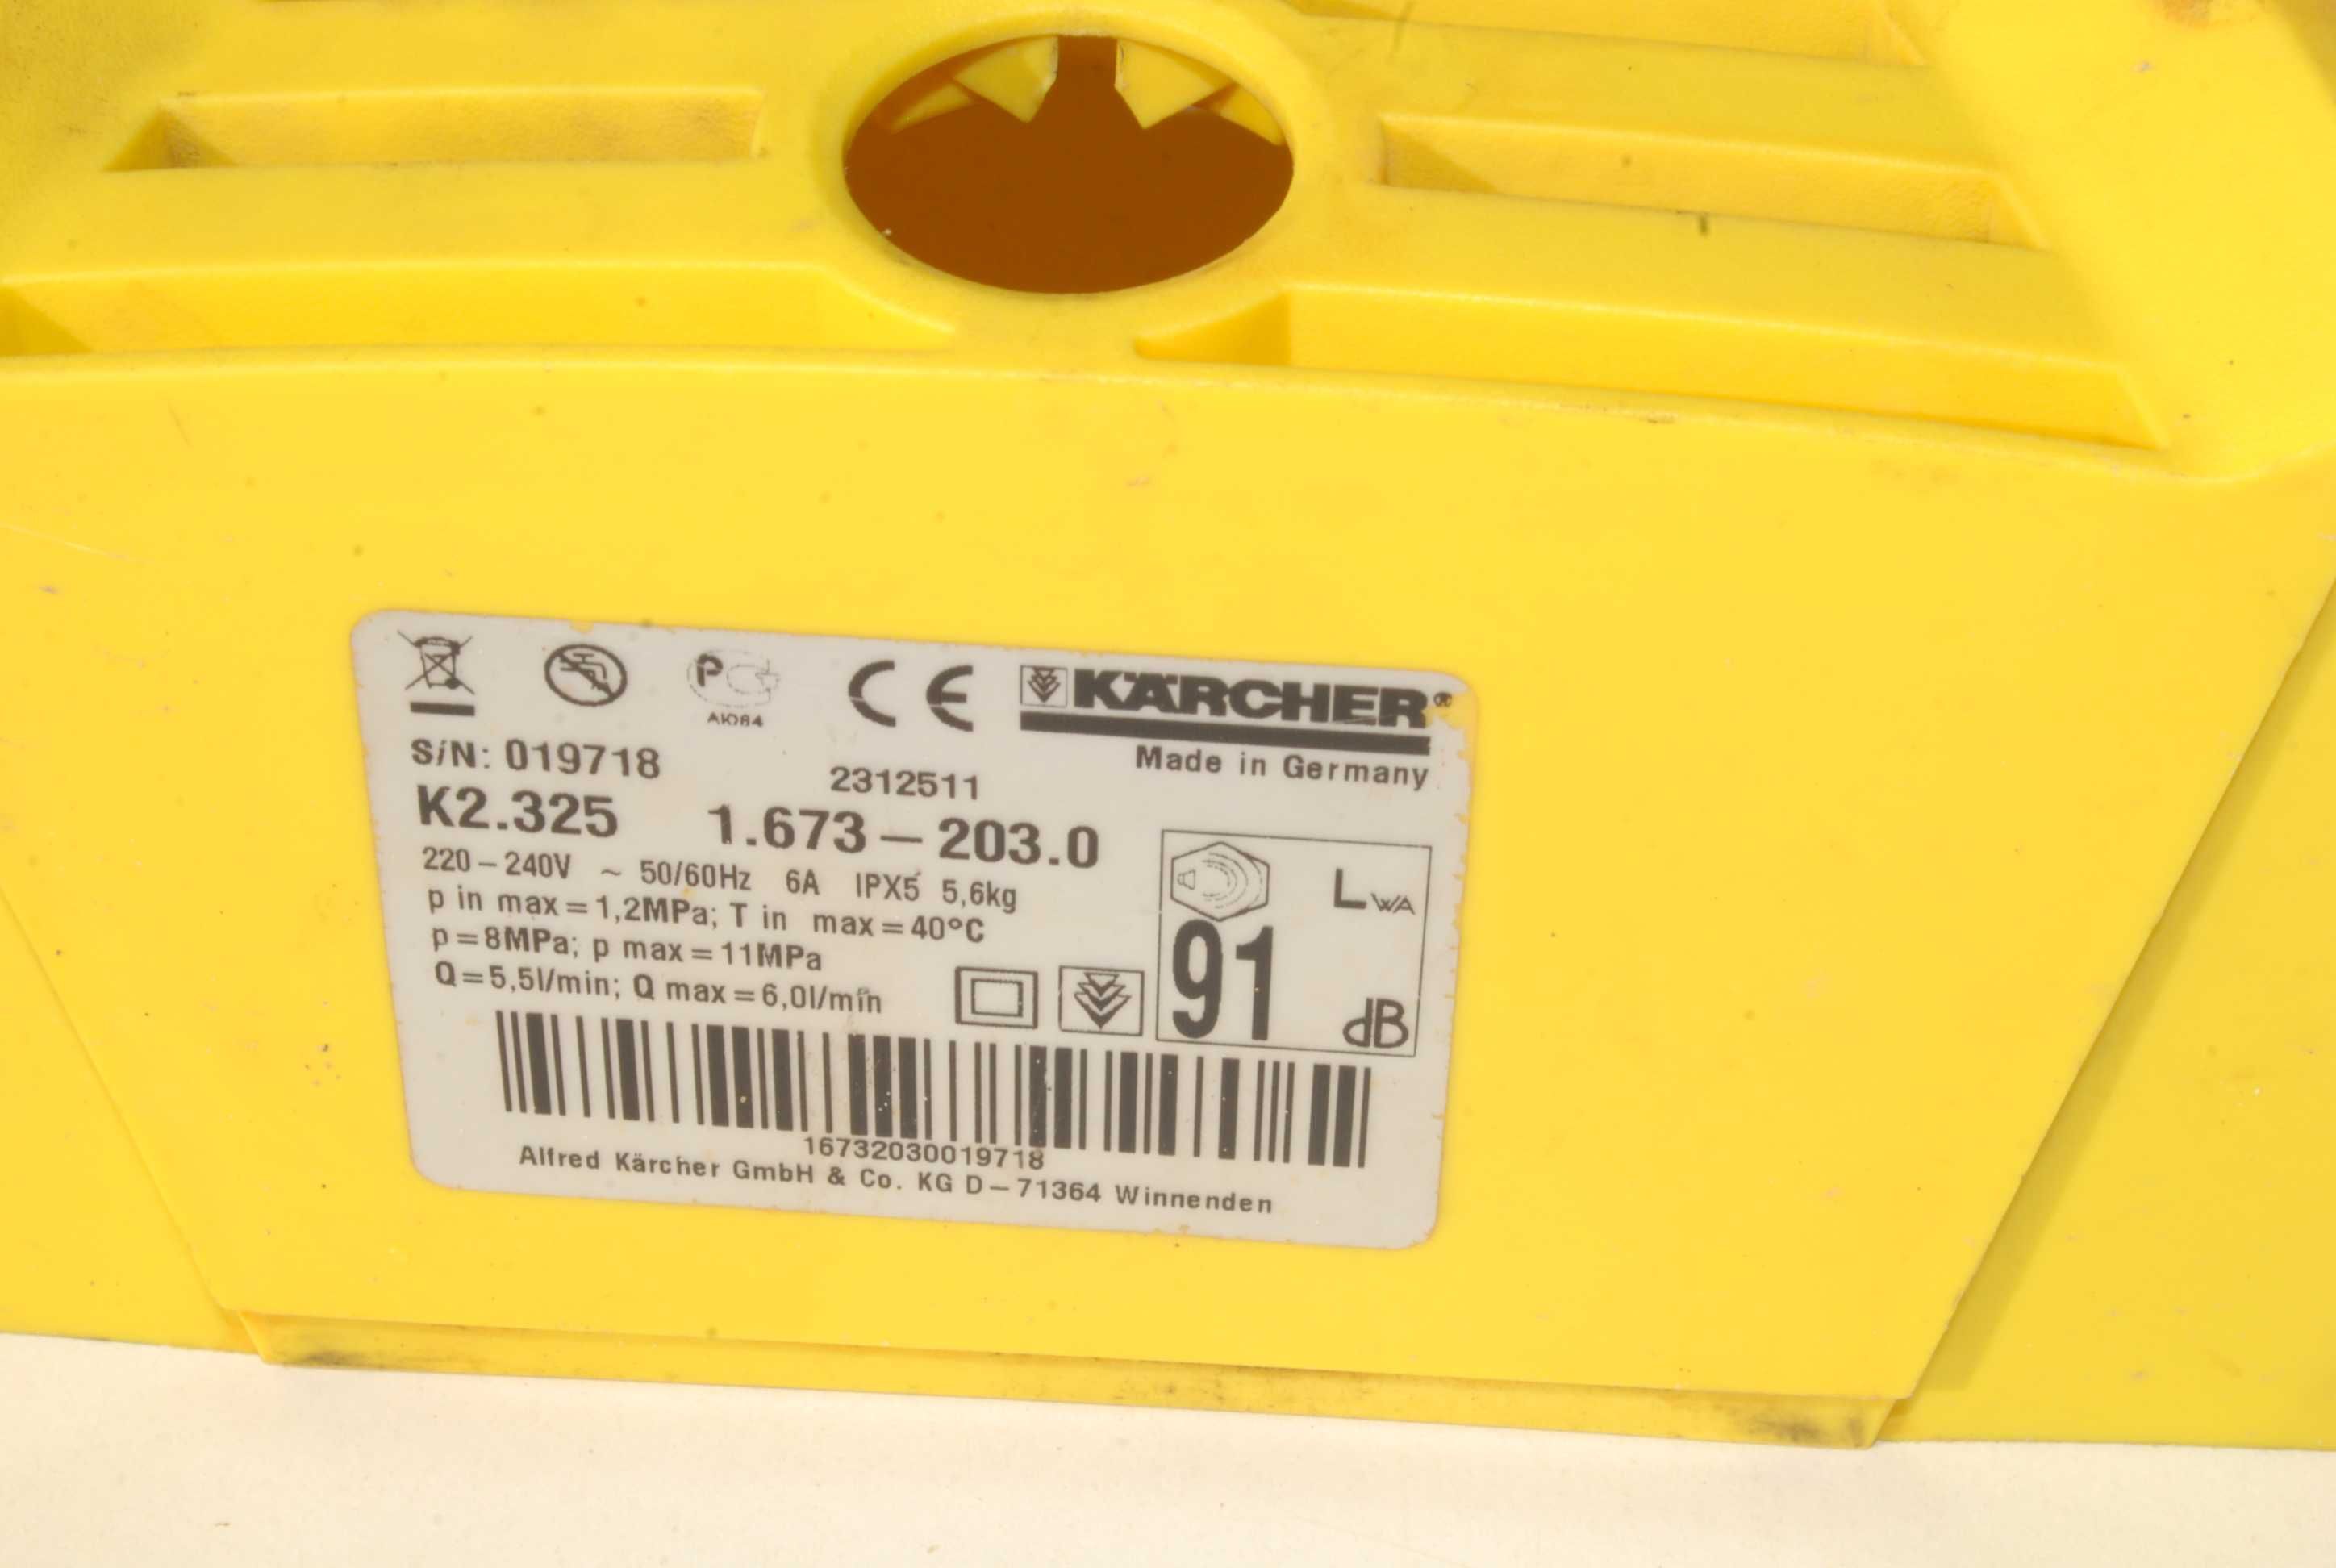 CE KÄRCHER®
АЮ84
Made in Germany
S/N: 019718
2312511
K2.325 1.673-203.0
220-240V ~ 50/60Hz 6A IPX5 5,6kg
p in max=1,2MPa; T in max=40°C
p=8MPa; p max=11MPa
Q=5,5l/min; Q max=6,0l/min
LWA
91 dB
16732030019718
Alfred Kärcher GmbH & Co. KG D-71364 Winnenden